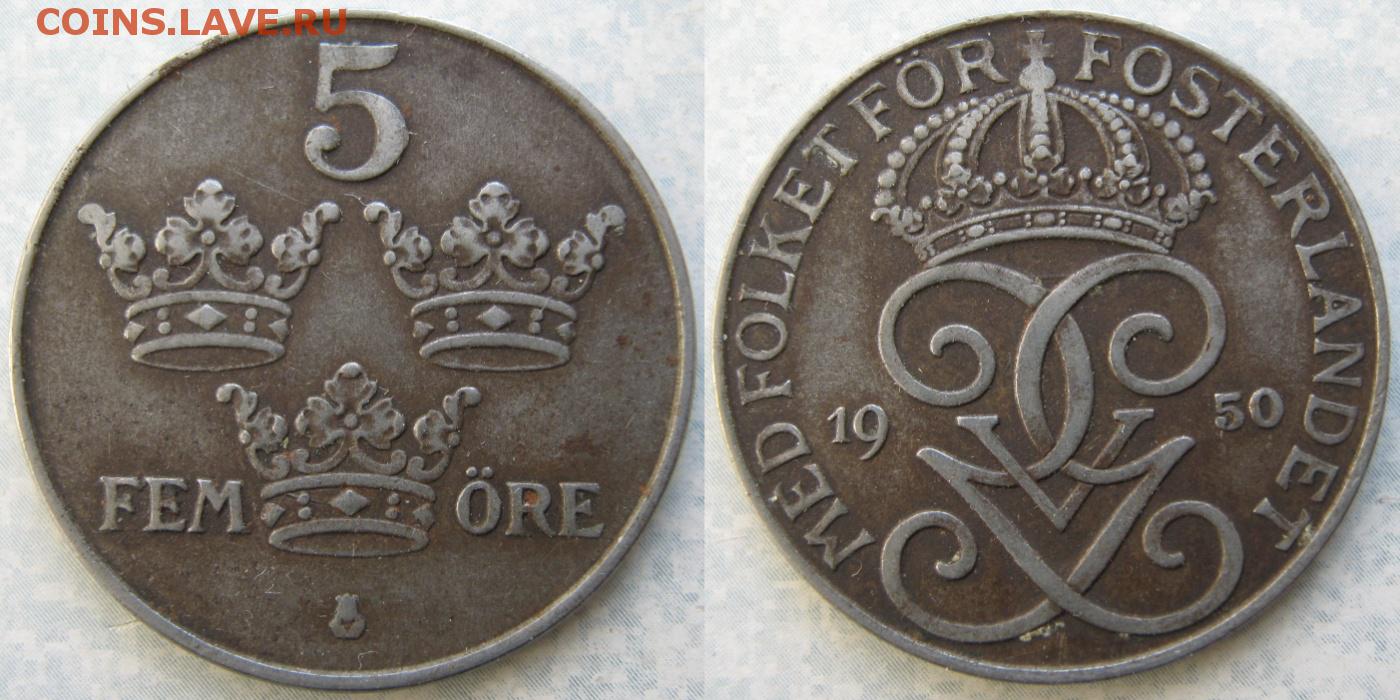 COINS.LAVE.RU
5
FEM ÖRE
MED FOLKET FÖR FOSTERLANDET
19 50